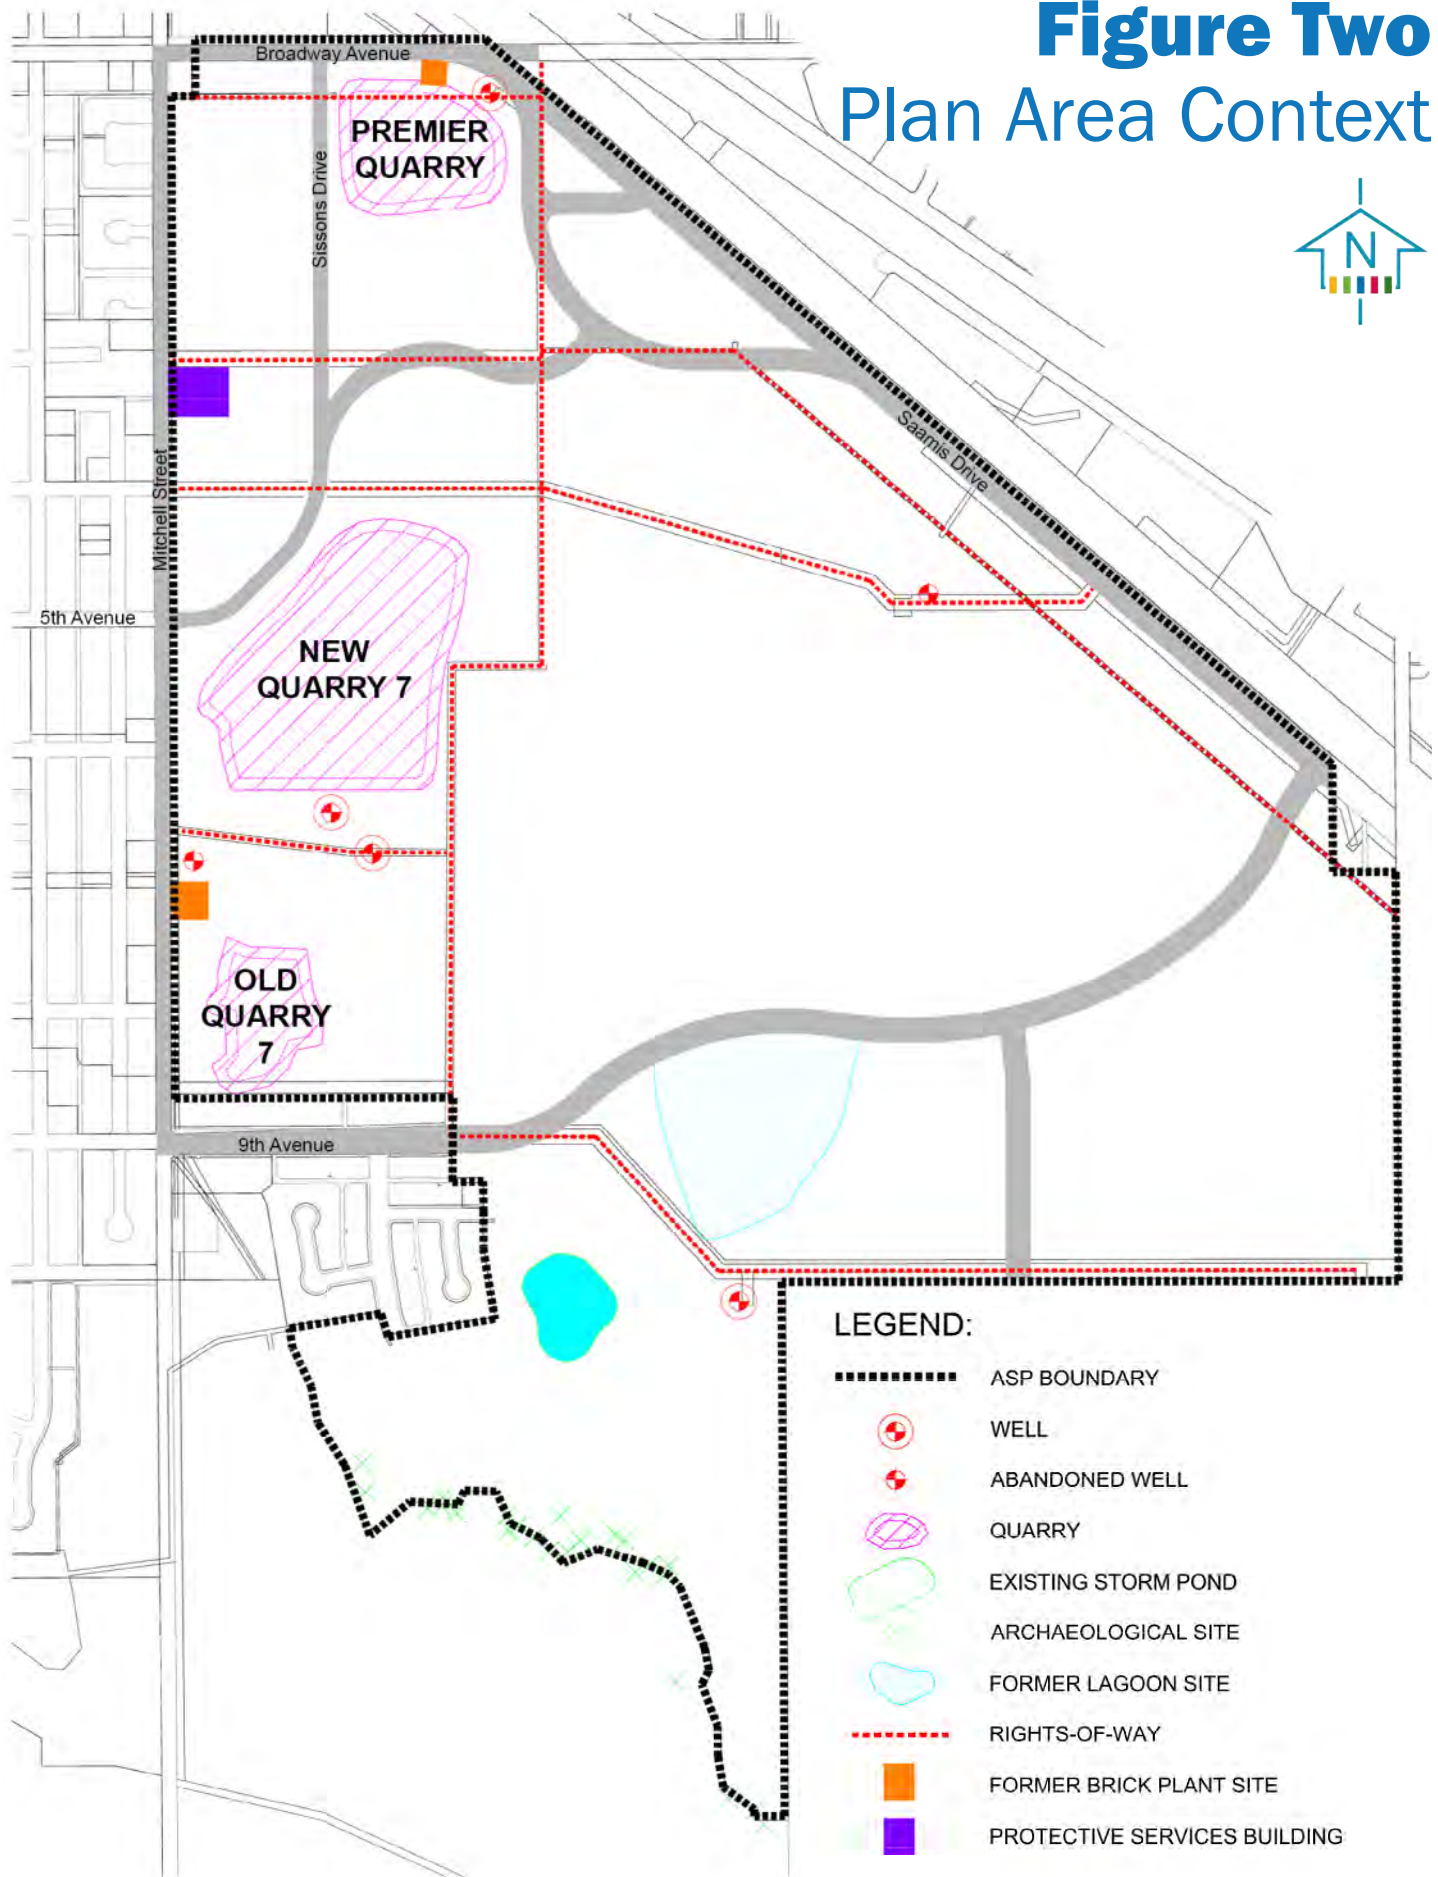 Figure Two
Plan Area Context
N
Broadway Avenue
PREMIER
QUARRY
Sissons Drive
Saamis Drive
Mitchell Street
5th Avenue
NEW
QUARRY 7
OLD
QUARRY
7
9th Avenue
LEGEND:
ASP BOUNDARY
WELL
ABANDONED WELL
QUARRY
EXISTING STORM POND
ARCHAEOLOGICAL SITE
FORMER LAGOON SITE
RIGHTS-OF-WAY
FORMER BRICK PLANT SITE
PROTECTIVE SERVICES BUILDING